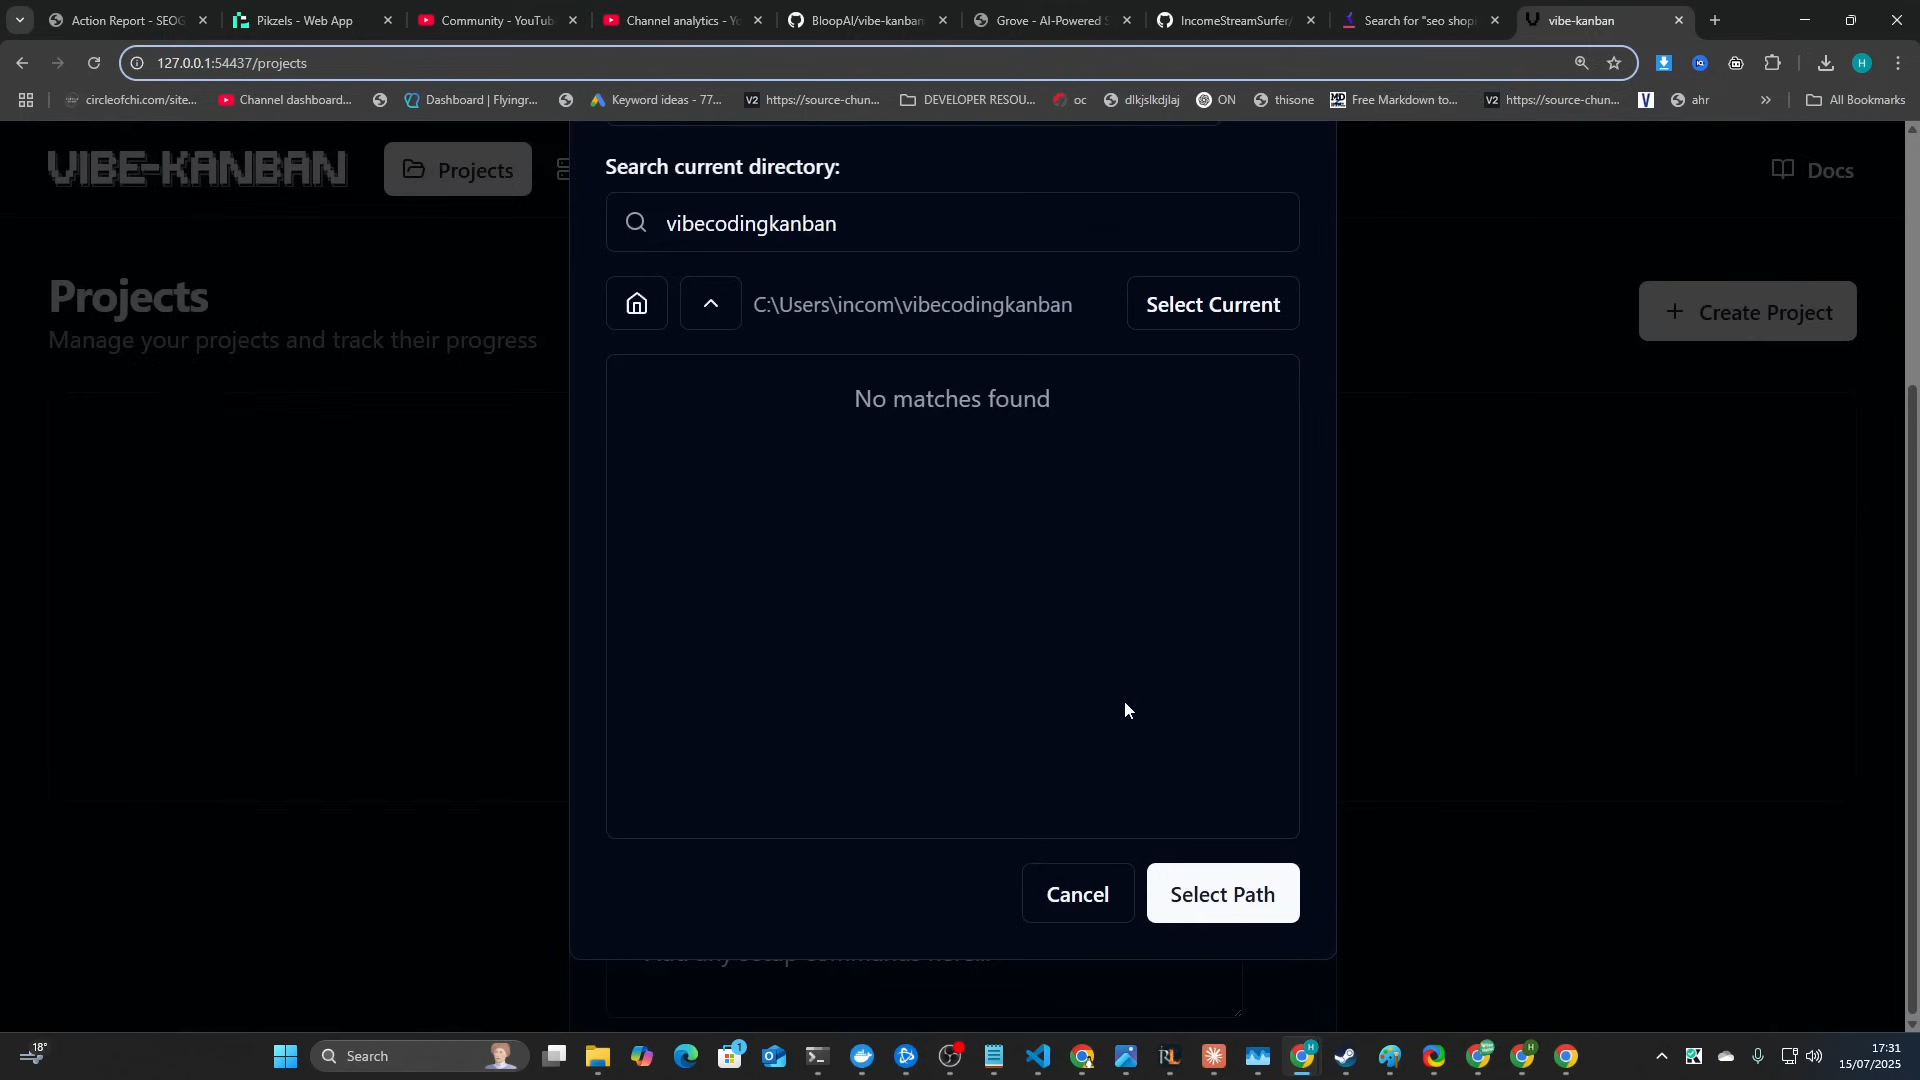 Action Report - SEOG
Pikzels - Web App
Community - YouTub
Channel analytics - Yo
BloopAI/vibe-kanban
Grove - AI-Powered S
IncomeStreamSurfer/
Search for "seo shop
vibe-kanban
127.0.0.1:54437/projects
H
circleofchi.com/site...
Channel dashboard...
Dashboard | Flyingr...
Keyword ideas - 77...
https://source-chun...
DEVELOPER RESOU...
oc
dlkjslkdjlaj
ON
thisone
Free Markdown to...
https://source-chun...
ahr
All Bookmarks
VIBE-KANBAN
Projects
Docs
Search current directory:
vibecodingkanban
C:\Users\incom\vibecodingkanban
Select Current
Projects
Manage your projects and track their progress
Create Project
No matches found
Cancel
Select Path
18°
Search
17:31
15/07/2025